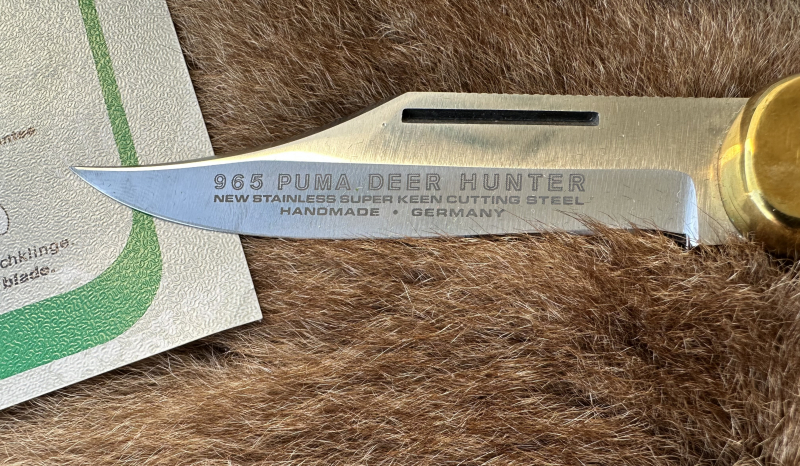 965 PUMA DEER HUNTER
NEW STAINLESS SUPER KEEN CUTTING STEEL
HANDMADE • GERMANY
chklinge.
blade.